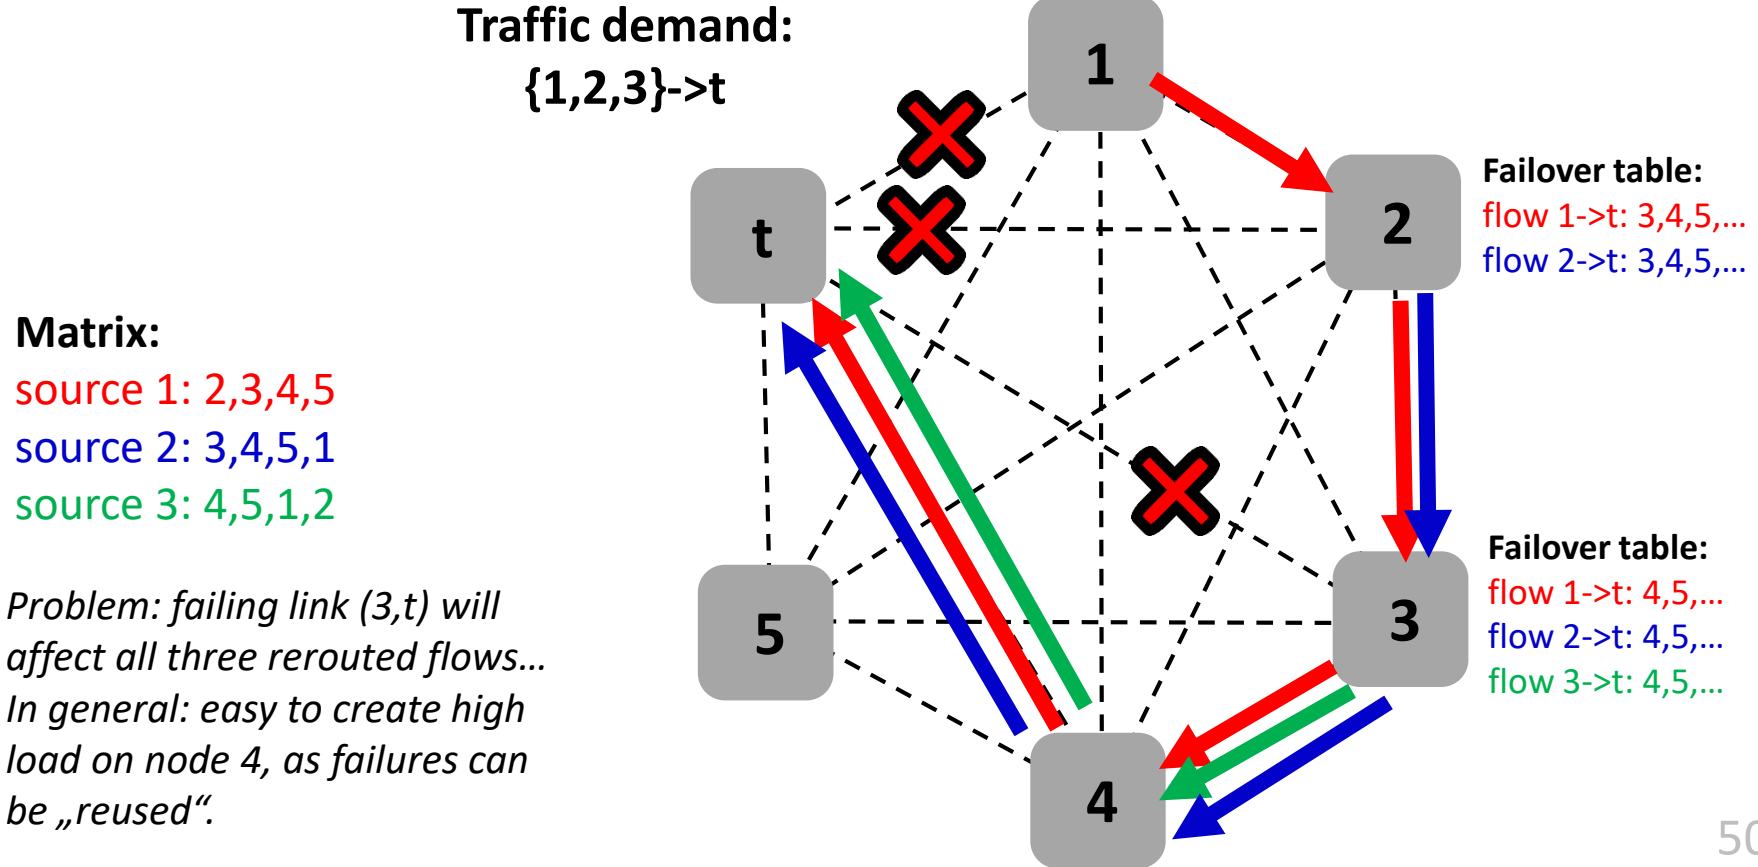 Traffic demand:
{1,2,3}->t
1
2
t
Failover table:
flow 1->t: 3,4,5,...
flow 2->t: 3,4,5,...
Matrix:
source 1: 2,3,4,5
source 2: 3,4,5,1
source 3: 4,5,1,2
Problem: failing link (3,t) will
affect all three rerouted flows...
In general: easy to create high
load on node 4, as failures can
be „reused“.
5
3
4
Failover table:
flow 1->t: 4,5,...
flow 2->t: 4,5,...
flow 3->t: 4,5,...
50